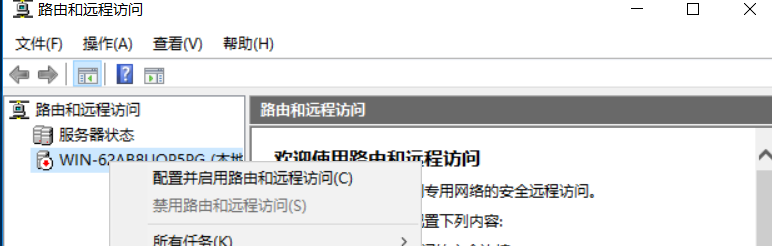 路由和远程访问
文件(F) 操作(A) 查看(V) 帮助(H)
路由和远程访问
服务器状态
(本地
路由和远程访问
欢迎使用路由和远程访问
配置并启用路由和远程访问(C)
专用网络的安全远程访问。
禁用路由和远程访问(S)
置下列内容:
所有任务(K)